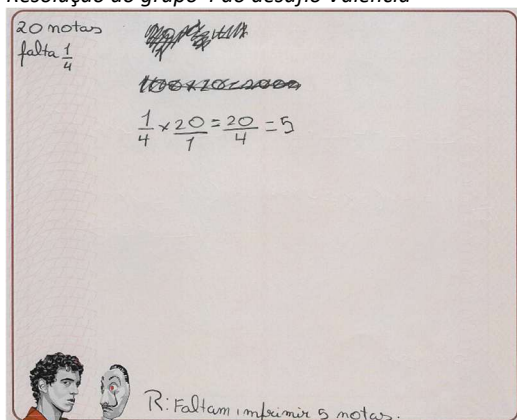 Resolução do grupo 4 do desafio Valência
20 notas
falta 1/4
1/4 × 20/1 = 20/4 = 5
R: Faltam imprimir 5 notas.